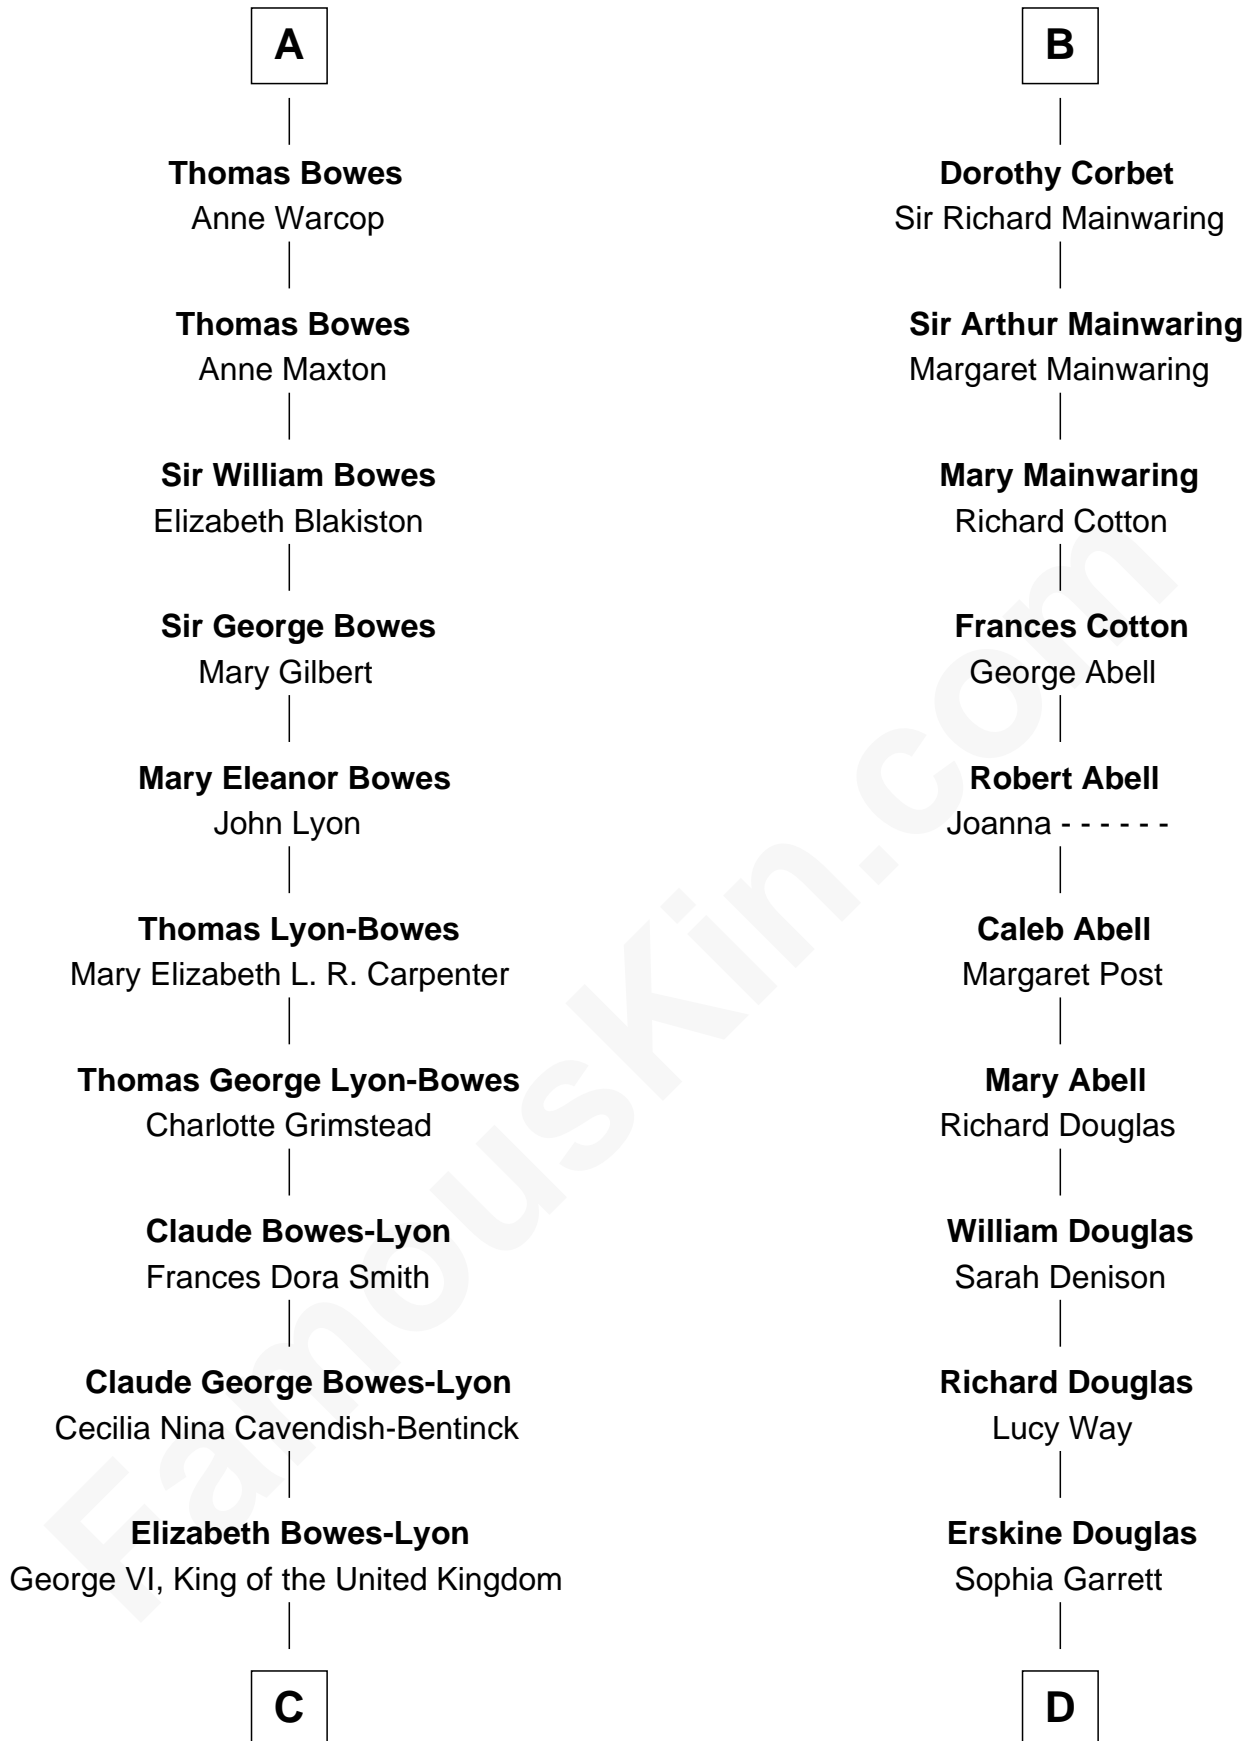 A
Thomas Bowes
Anne Warcop
Thomas Bowes
Anne Maxton
Sir William Bowes
Elizabeth Blakiston
Sir George Bowes
Mary Gilbert
Mary Eleanor Bowes
John Lyon
Thomas Lyon-Bowes
Mary Elizabeth L. R. Carpenter
Thomas George Lyon-Bowes
Charlotte Grimstead
Claude Bowes-Lyon
Frances Dora Smith
Claude George Bowes-Lyon
Cecilia Nina Cavendish-Bentinck
Elizabeth Bowes-Lyon
George VI, King of the United Kingdom
C
B
Dorothy Corbet
Sir Richard Mainwaring
Sir Arthur Mainwaring
Margaret Mainwaring
Mary Mainwaring
Richard Cotton
Frances Cotton
George Abell
Robert Abell
Joanna - - - - - -
Caleb Abell
Margaret Post
Mary Abell
Richard Douglas
William Douglas
Sarah Denison
Richard Douglas
Lucy Way
Erskine Douglas
Sophia Garrett
D
FamousKin.com